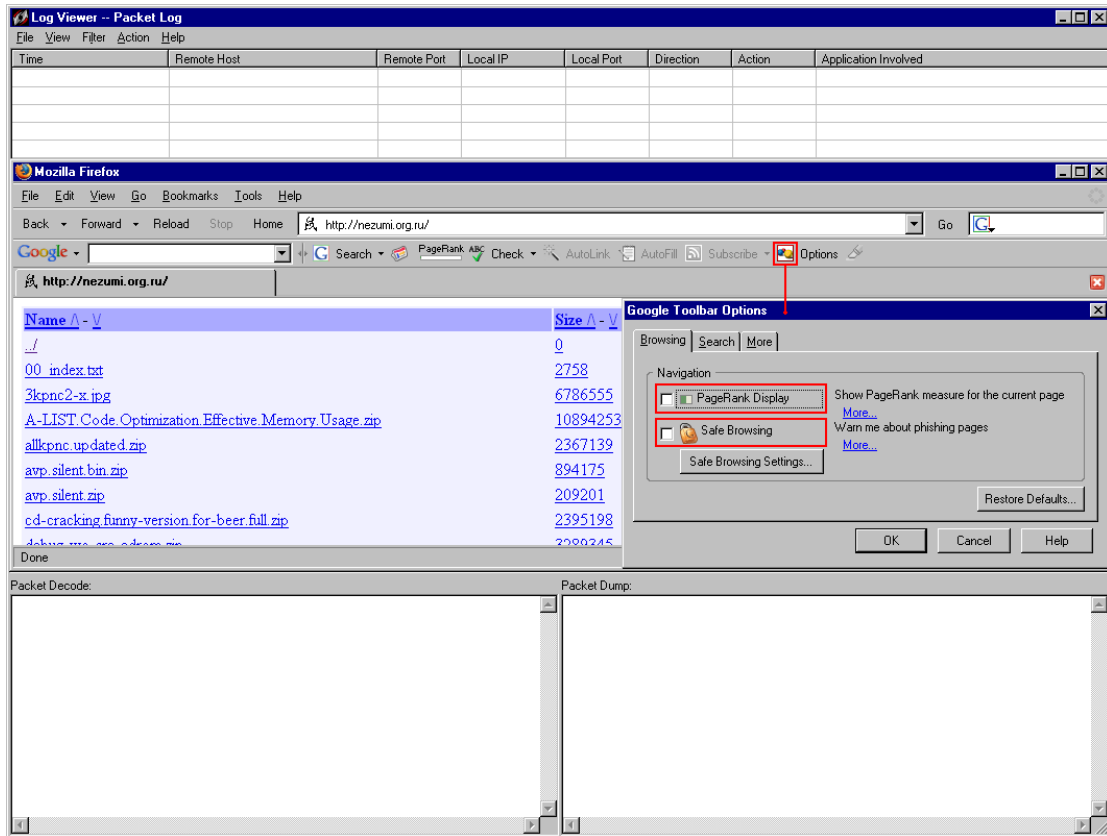 Log Viewer -- Packet Log
File View Filter Action Help
Time Remote Host Remote Port Local IP Local Port Direction Action Application Involved
Mozilla Firefox
File Edit View Go Bookmarks Tools Help
Back Forward Reload Stop Home http://nezumi.org.ru/ Go G
Google G Search PageRank ABC Check AutoLink AutoFill Subscribe Options
http://nezumi.org.ru/
Name /\ - \/ Size /\ - \/
../ 0
00_index.txt 2758
3kpnc2-x.jpg 6786555
A-LIST.Code.Optimization.Effective.Memory.Usage.zip 10894253
allkpnc.updated.zip 2367139
avp.silent.bin.zip 894175
avp.silent.zip 209201
cd-cracking.funny-version.for-beer.full.zip 2395198
3289345
Done
Google Toolbar Options
Browsing Search More
Navigation
PageRank Display Show PageRank measure for the current page
More...
Safe Browsing Warn me about phishing pages
More...
Safe Browsing Settings...
Restore Defaults...
OK Cancel Help
Packet Decode: Packet Dump: